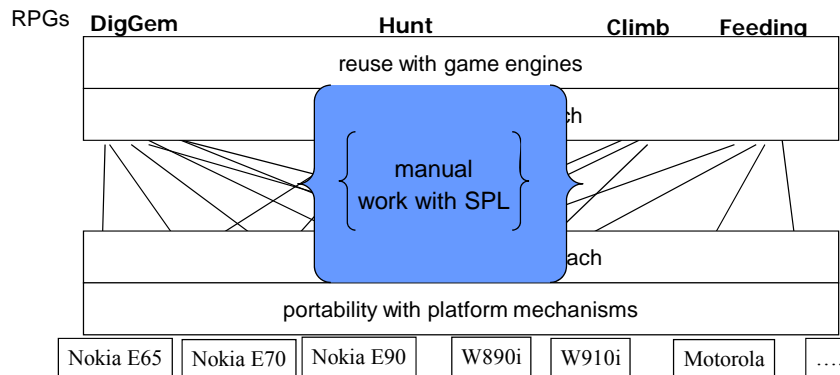 RPGs DigGem Hunt Climb Feeding
reuse with game engines
manual
work with SPL
portability with platform mechanisms
Nokia E65 Nokia E70 Nokia E90 W890i W910i Motorola ....